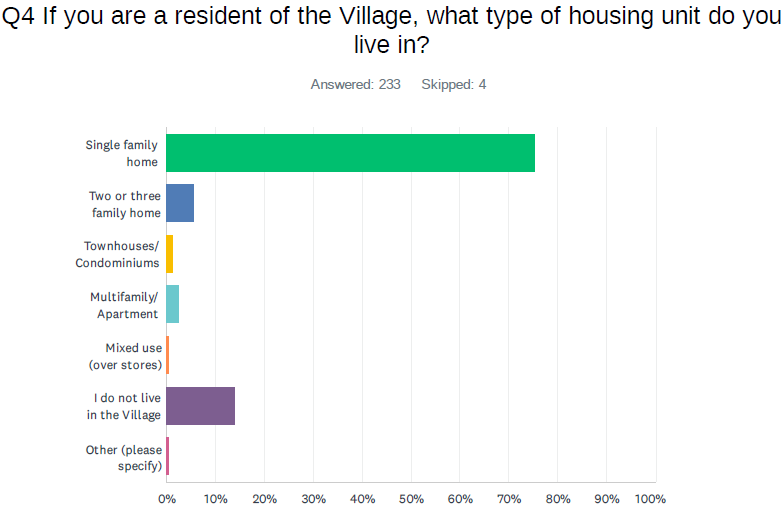 Q4 If you are a resident of the Village, what type of housing unit do you
live in?
Answered: 233 Skipped: 4
Single family
home
Two or three
family home
Townhouses/
Condominiums
Multifamily/
Apartment
Mixed use
(over stores)
I do not live
in the Village
Other (please
specify)
0% 10% 20% 30% 40% 50% 60% 70% 80% 90% 100%